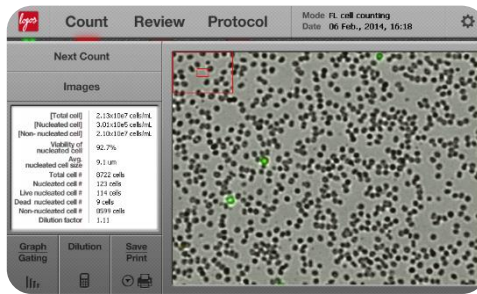 logos
Count
Review
Protocol
Mode FL cell counting
Date 06 Feb., 2014, 16:18
Next Count
Images
[Total cell] 2.13x10e7 cells/mL
[Nucleated cell] 3.01x10e5 cells/mL
[Non- nucleated cell] 2.10x10e7 cells/mL
Viability of nucleated cell 92.7%
Avg. nucleated cell size 9.1 um
Total cell # 8722 cells
Nucleated cell # 123 cells
Live nucleated cell # 114 cells
Dead nucleated cell # 9 cells
Non-nucleated cell # 8599 cells
Dilution factor 1.11
Graph
Gating
Dilution
Save
Print